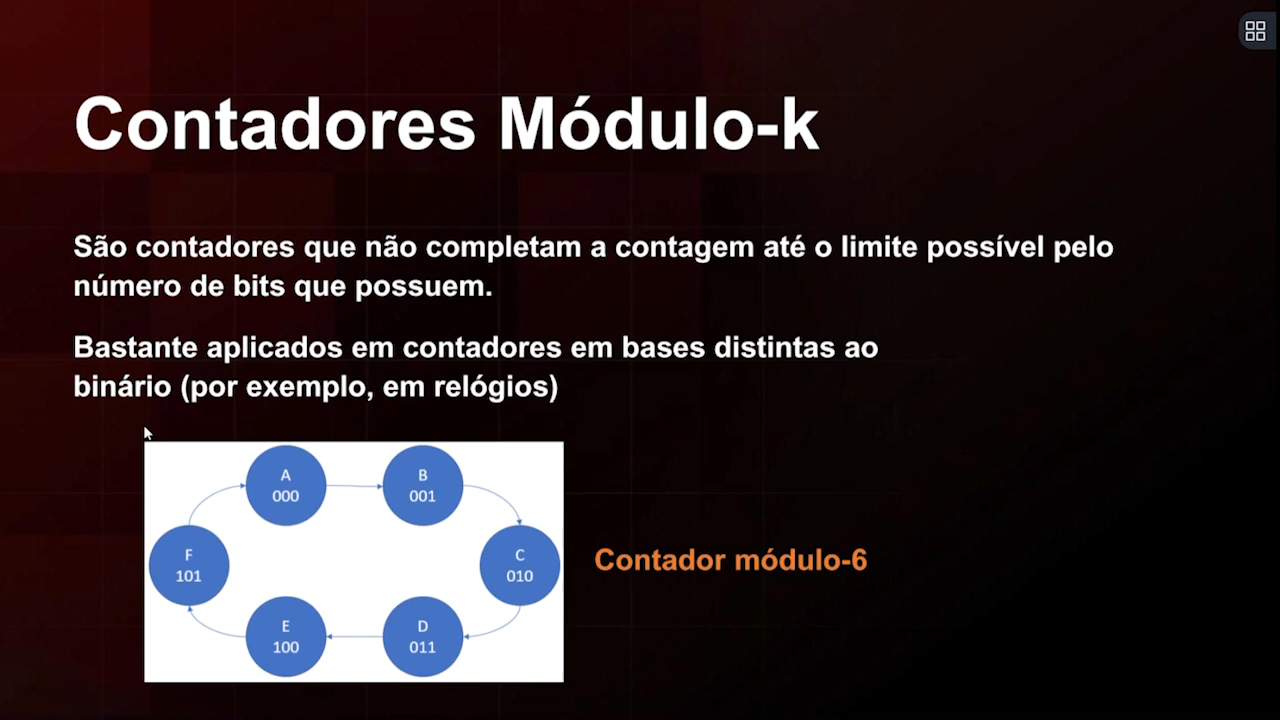 Contadores Módulo-k
São contadores que não completam a contagem até o limite possível pelo
número de bits que possuem.
Bastante aplicados em contadores em bases distintas ao
binário (por exemplo, em relógios)
A
000
B
001
F
101
C
010
Contador módulo-6
E
100
D
011